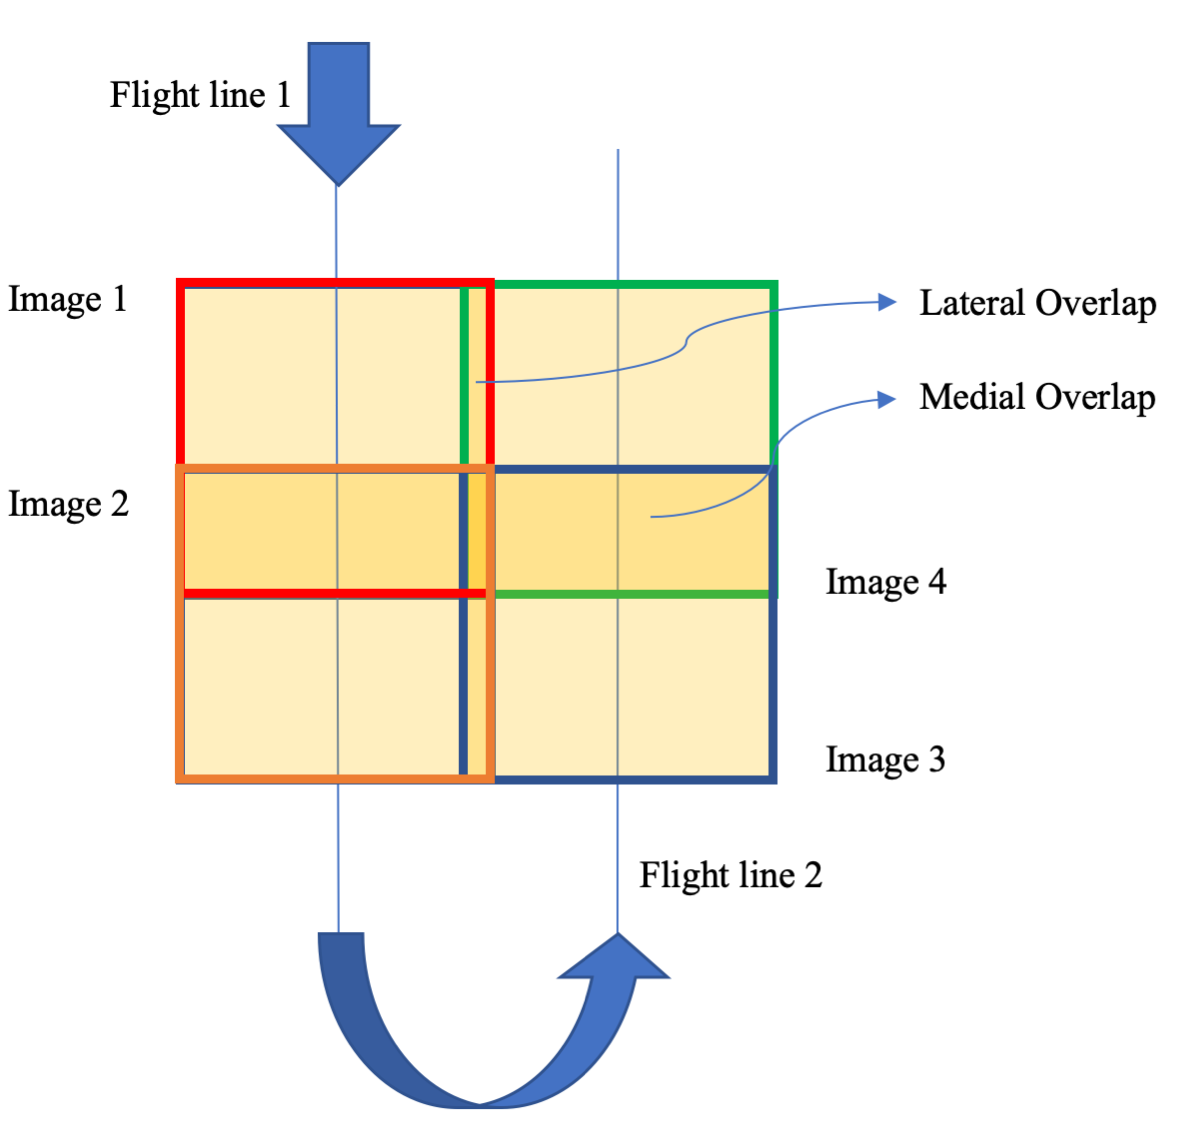 Flight line 1
Image 1
Lateral Overlap
Medial Overlap
Image 2
Image 4
Image 3
Flight line 2